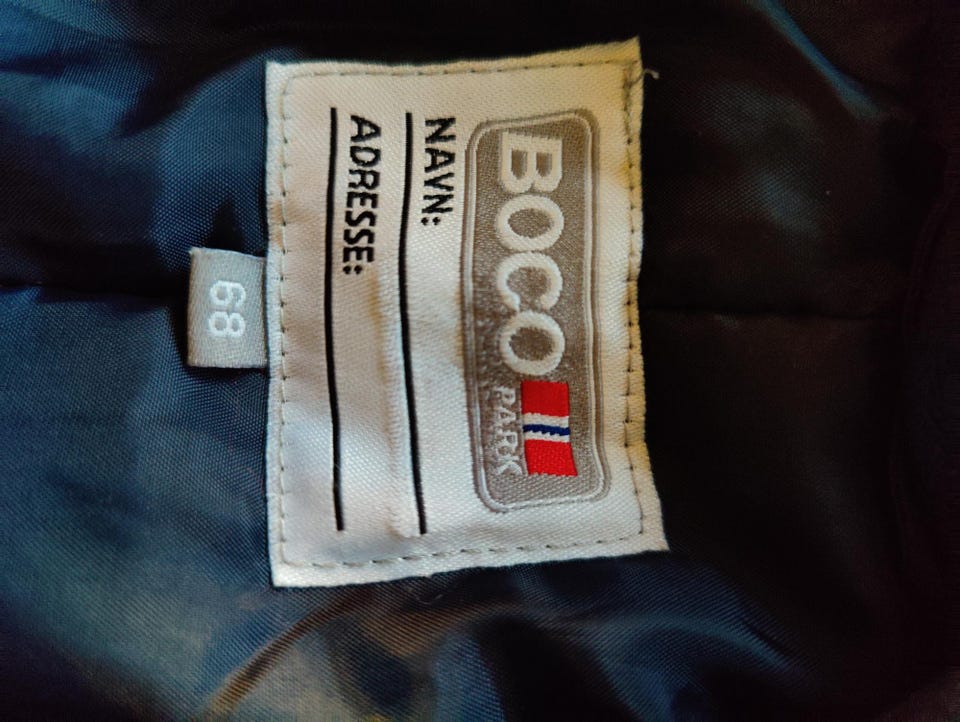 BOCO
PARK
NAVN:
ADRESSE:
68